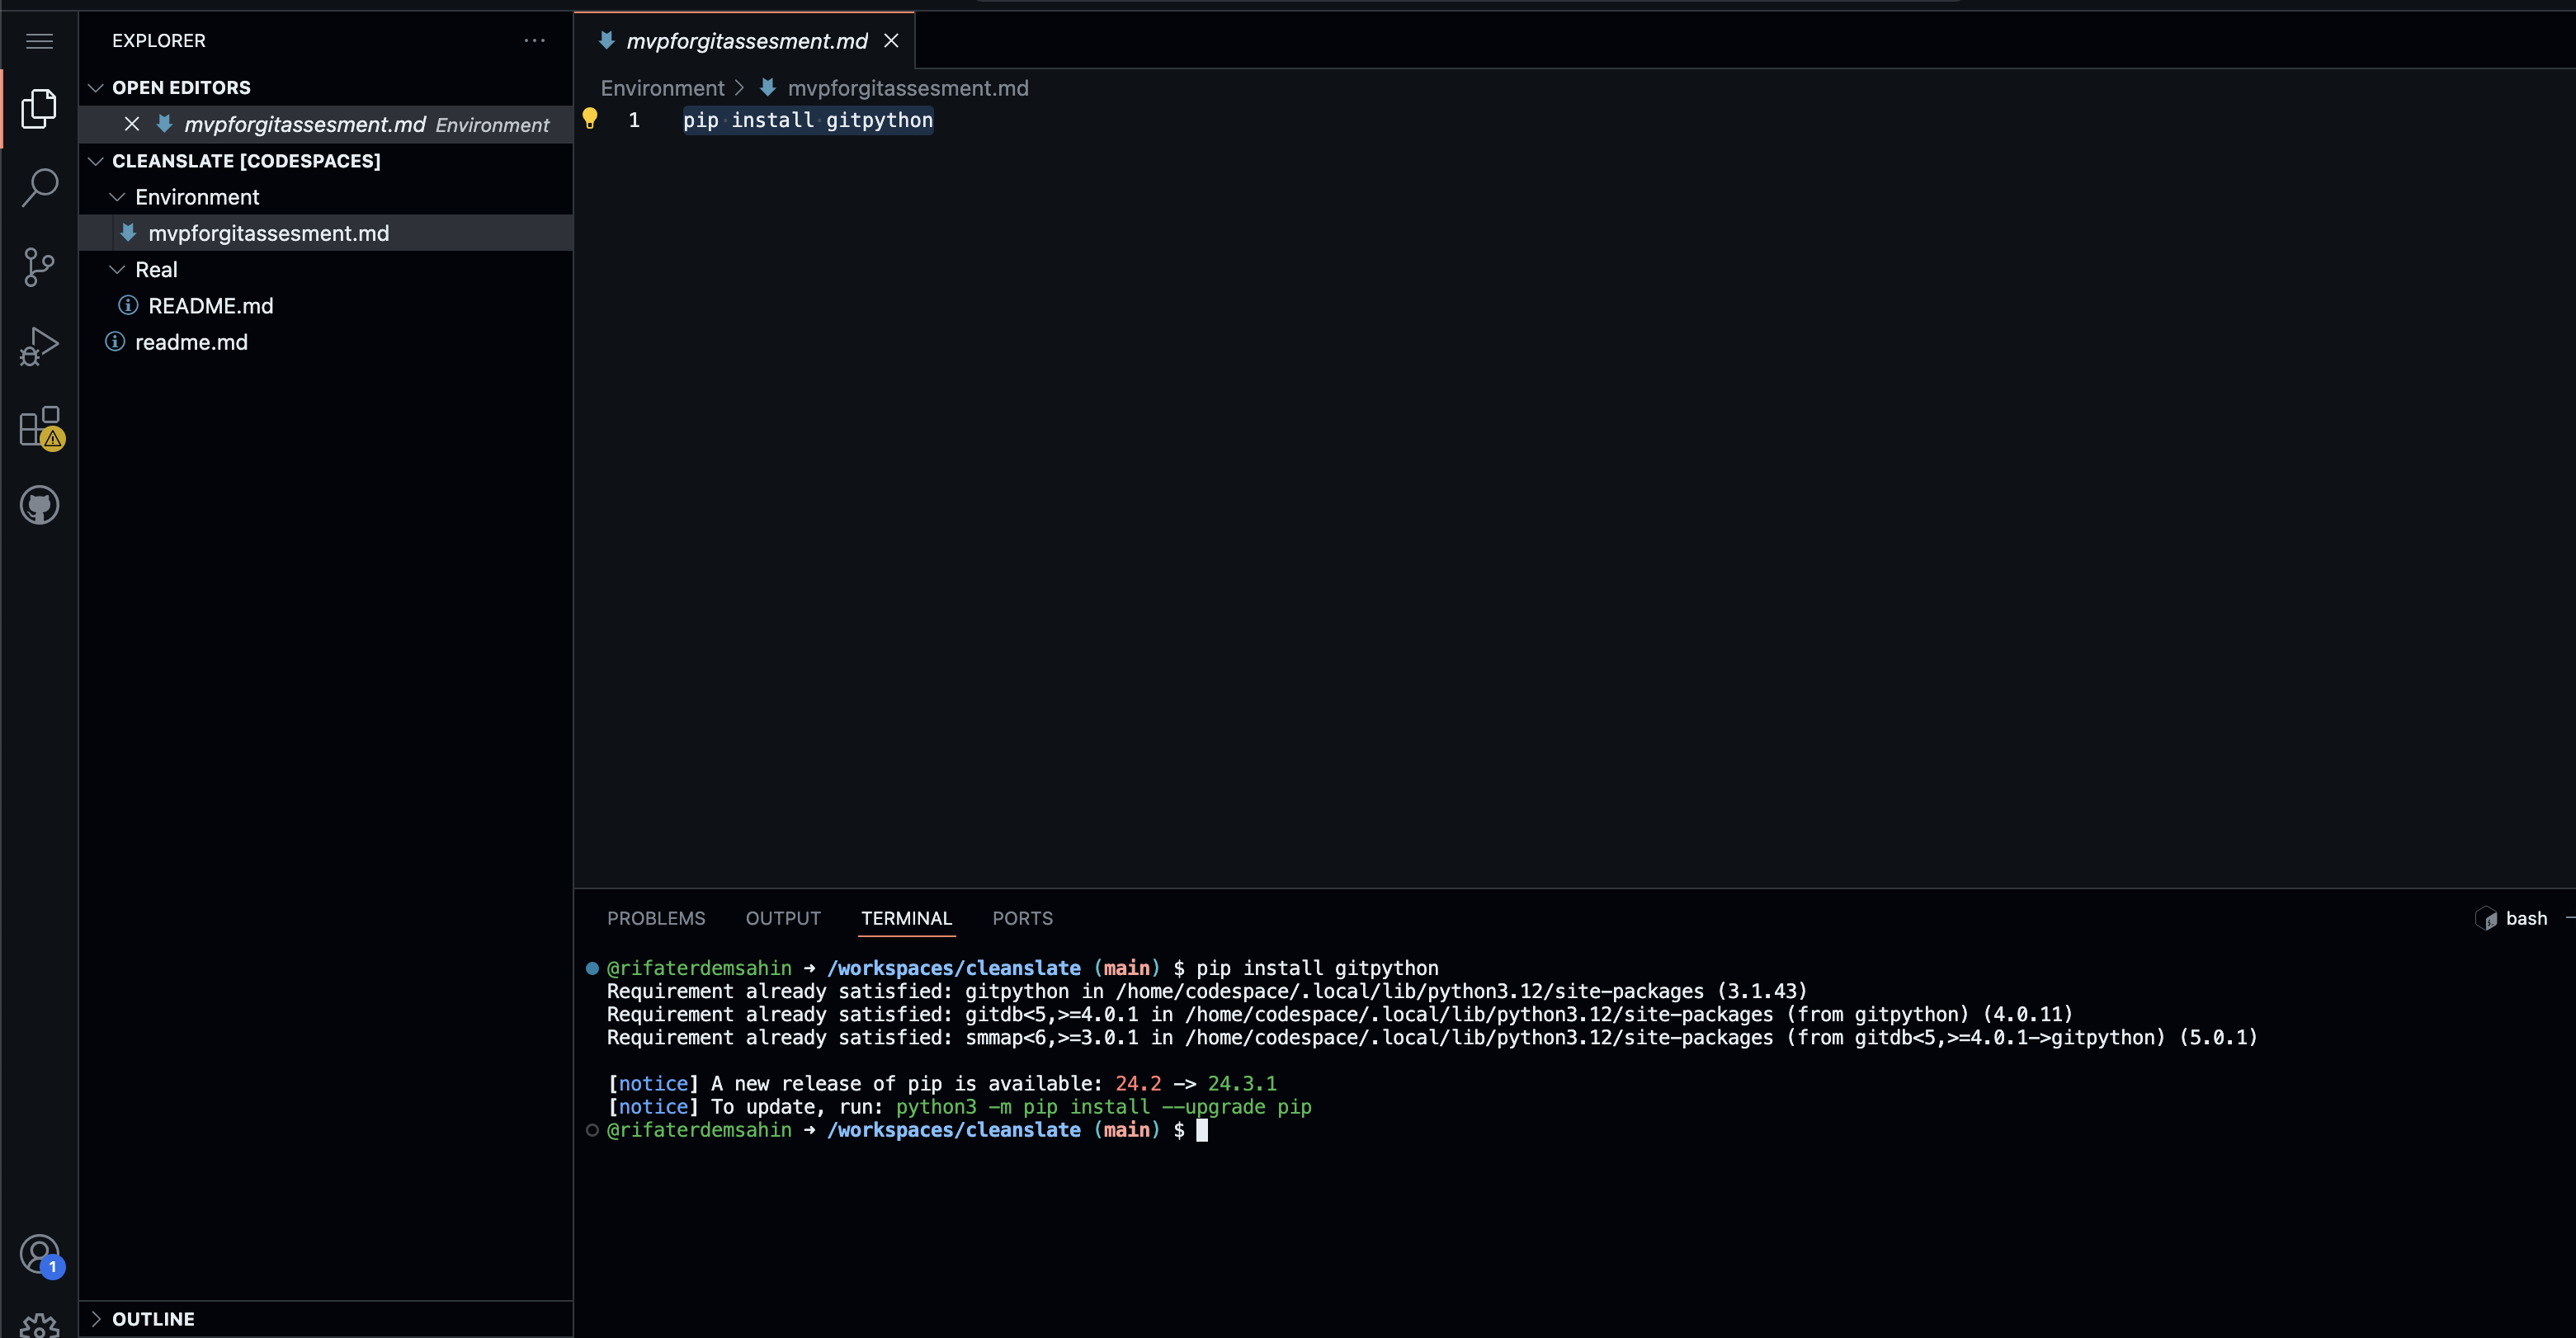 EXPLORER
OPEN EDITORS
mvpforgitassesment.md Environment
CLEANSLATE [CODESPACES]
Environment
mvpforgitassesment.md
Real
README.md
readme.md
1
OUTLINE
mvpforgitassesment.md
Environment > mvpforgitassesment.md
1 pip install gitpython
PROBLEMS OUTPUT TERMINAL PORTS
bash
@rifaterdemsahin → /workspaces/cleanslate (main) $ pip install gitpython
Requirement already satisfied: gitpython in /home/codespace/.local/lib/python3.12/site-packages (3.1.43)
Requirement already satisfied: gitdb<5,>=4.0.1 in /home/codespace/.local/lib/python3.12/site-packages (from gitpython) (4.0.11)
Requirement already satisfied: smmap<6,>=3.0.1 in /home/codespace/.local/lib/python3.12/site-packages (from gitdb<5,>=4.0.1->gitpython) (5.0.1)
[notice] A new release of pip is available: 24.2 -> 24.3.1
[notice] To update, run: python3 -m pip install --upgrade pip
@rifaterdemsahin → /workspaces/cleanslate (main) $